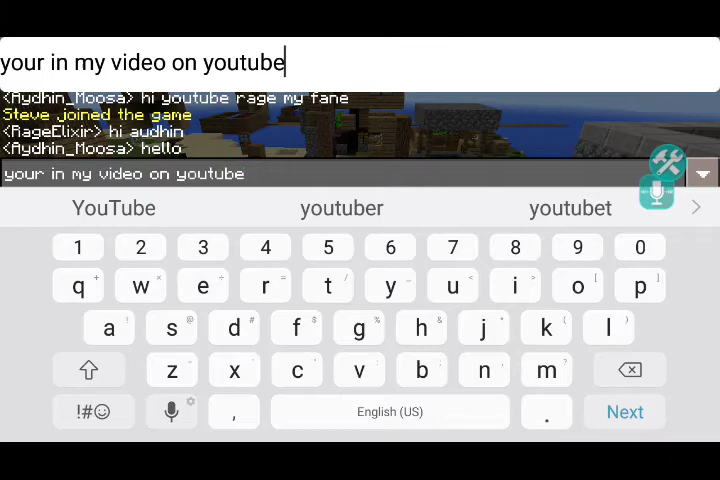 your in my video on youtube
<Aydhin_Moosa> hi youtube rage my fane
Steve joined the game
<RageElixir> hi audhin
<Aydhin_Moosa> hello
your in my video on youtube
YouTube youtuber youtubet >
1 2 3 4 5 6 7 8 9 0
q + w × e ÷ r = t / y _ u < i > o [ p ]
a ! s @ d # f $ g % h & j * k ( l )
z - x ' c " v : b ; n , m ?
!#☺ , English (US) . Next